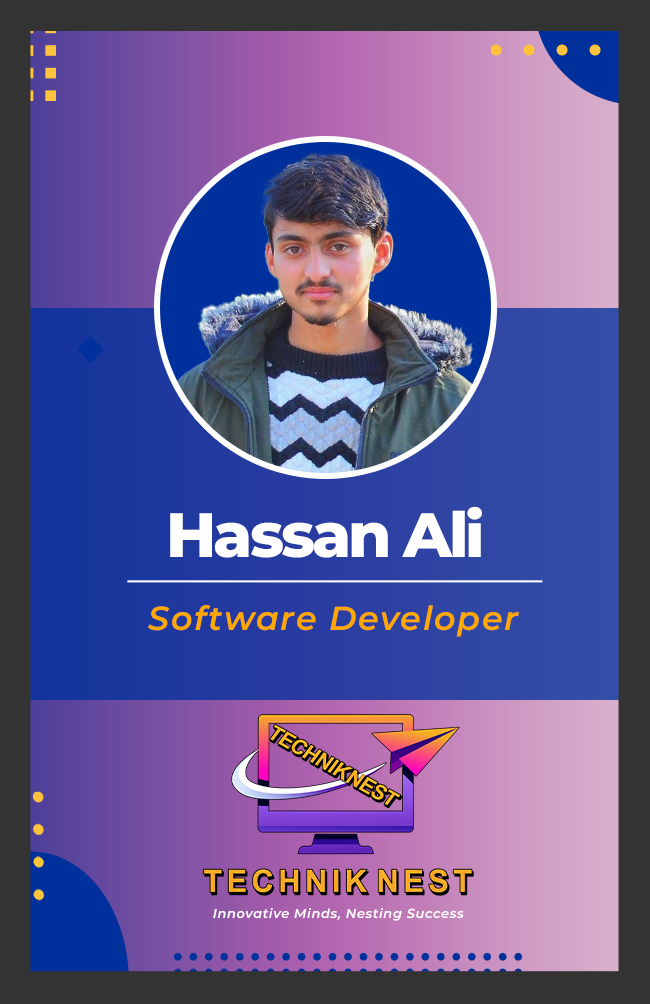 Hassan Ali
Software Developer
TECHNIKNEST
TECHNIK NEST
Innovative Minds, Nesting Success